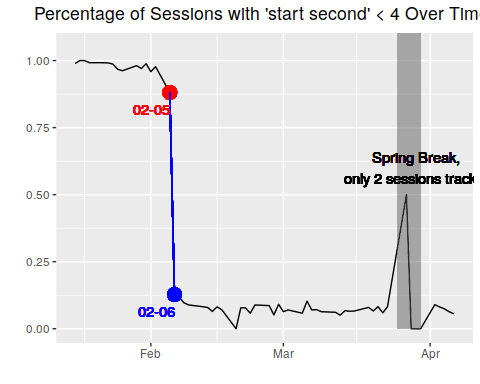 Percentage of Sessions with 'start second' < 4 Over Tim
1.00
02-05
0.75
Spring Break,
only 2 sessions track
0.50
0.25
02-06
0.00
Feb
Mar
Apr